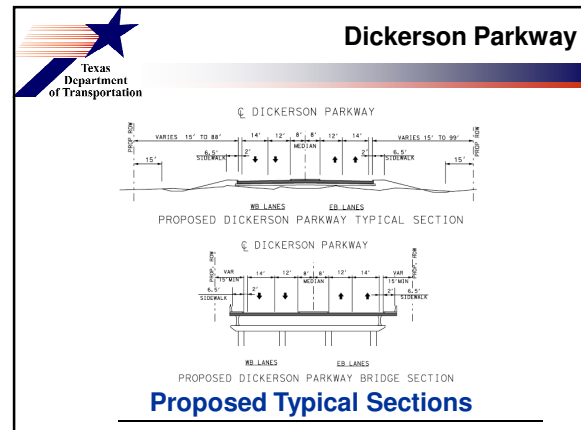 Dickerson Parkway
Texas
Department
of Transportation
℄ DICKERSON PARKWAY
PROP ROW
VARIES 15' TO 88' 14' 12' 8' 8' 12' 14' VARIES 15' TO 99'
PROP. ROW
MEDIAN
15' 6.5' 2' 2' 6.5' 15'
SIDEWALK SIDEWALK
WB LANES EB LANES
PROPOSED DICKERSON PARKWAY TYPICAL SECTION
℄ DICKERSON PARKWAY
PROP. ROW
PROP. ROW
VAR 14' 12' 8' 8' 12' 14' VAR
15'MIN MEDIAN 15'MIN
6.5' 2' 2' 6.5'
SIDEWALK SIDEWALK
WB LANES EB LANES
PROPOSED DICKERSON PARKWAY BRIDGE SECTION
Proposed Typical Sections